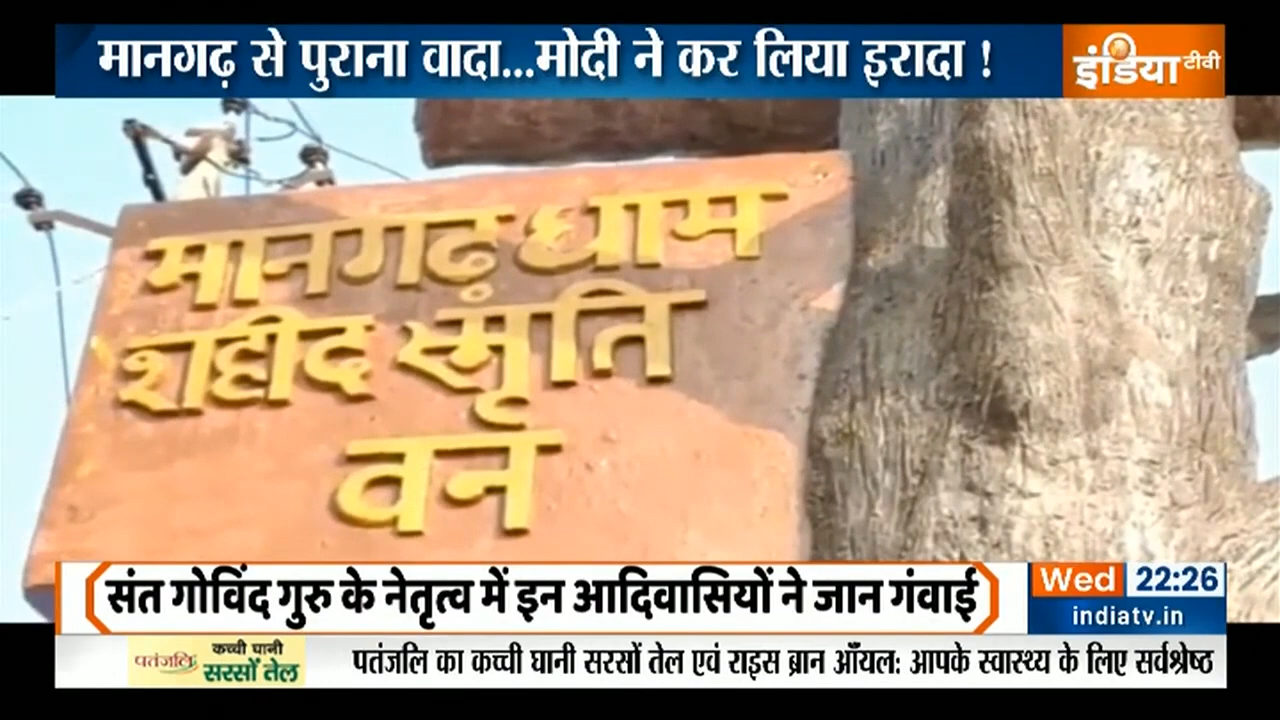 मानगढ़ से पुराना वादा...मोदी ने कर लिया इरादा !
इंडिया टीवी
मानगढ़ धाम
शहीद स्मृंति
वन
संत गोविंद गुरु के नेतृत्व में इन आदिवासियों ने जान गंवाई
Wed 22:26
indiatv.in
पतंजलि
कच्ची घानी
सरसों तेल
पतंजलि का कच्ची घानी सरसों तेल एवं राइस ब्रान ऑयल: आपके स्वास्थ्य के लिए सर्वश्रेष्ठ